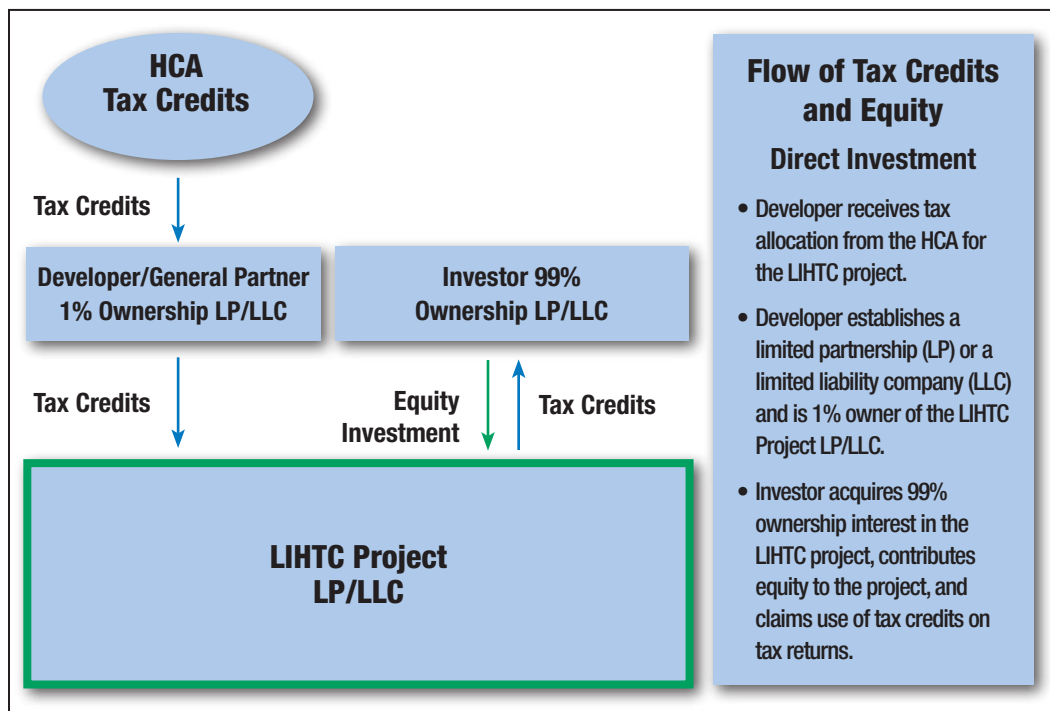 HCA
Tax Credits
Tax Credits
Developer/General Partner
1% Ownership LP/LLC
Investor 99%
Ownership LP/LLC
Tax Credits
Equity
Investment
Tax Credits
LIHTC Project
LP/LLC
Flow of Tax Credits
and Equity
Direct Investment
• Developer receives tax
allocation from the HCA for
the LIHTC project.
• Developer establishes a
limited partnership (LP) or a
limited liability company (LLC)
and is 1% owner of the LIHTC
Project LP/LLC.
• Investor acquires 99%
ownership interest in the
LIHTC project, contributes
equity to the project, and
claims use of tax credits on
tax returns.